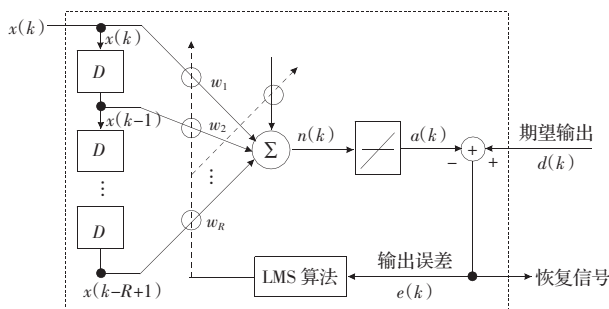 x(k)
x(k)
D
x(k-1)
D
⋮
D
x(k-R+1)
w1
w2
⋮
wR
Σ
n(k)
a(k)
−
+
+
期望输出
d(k)
LMS 算法
输出误差
e(k)
恢复信号